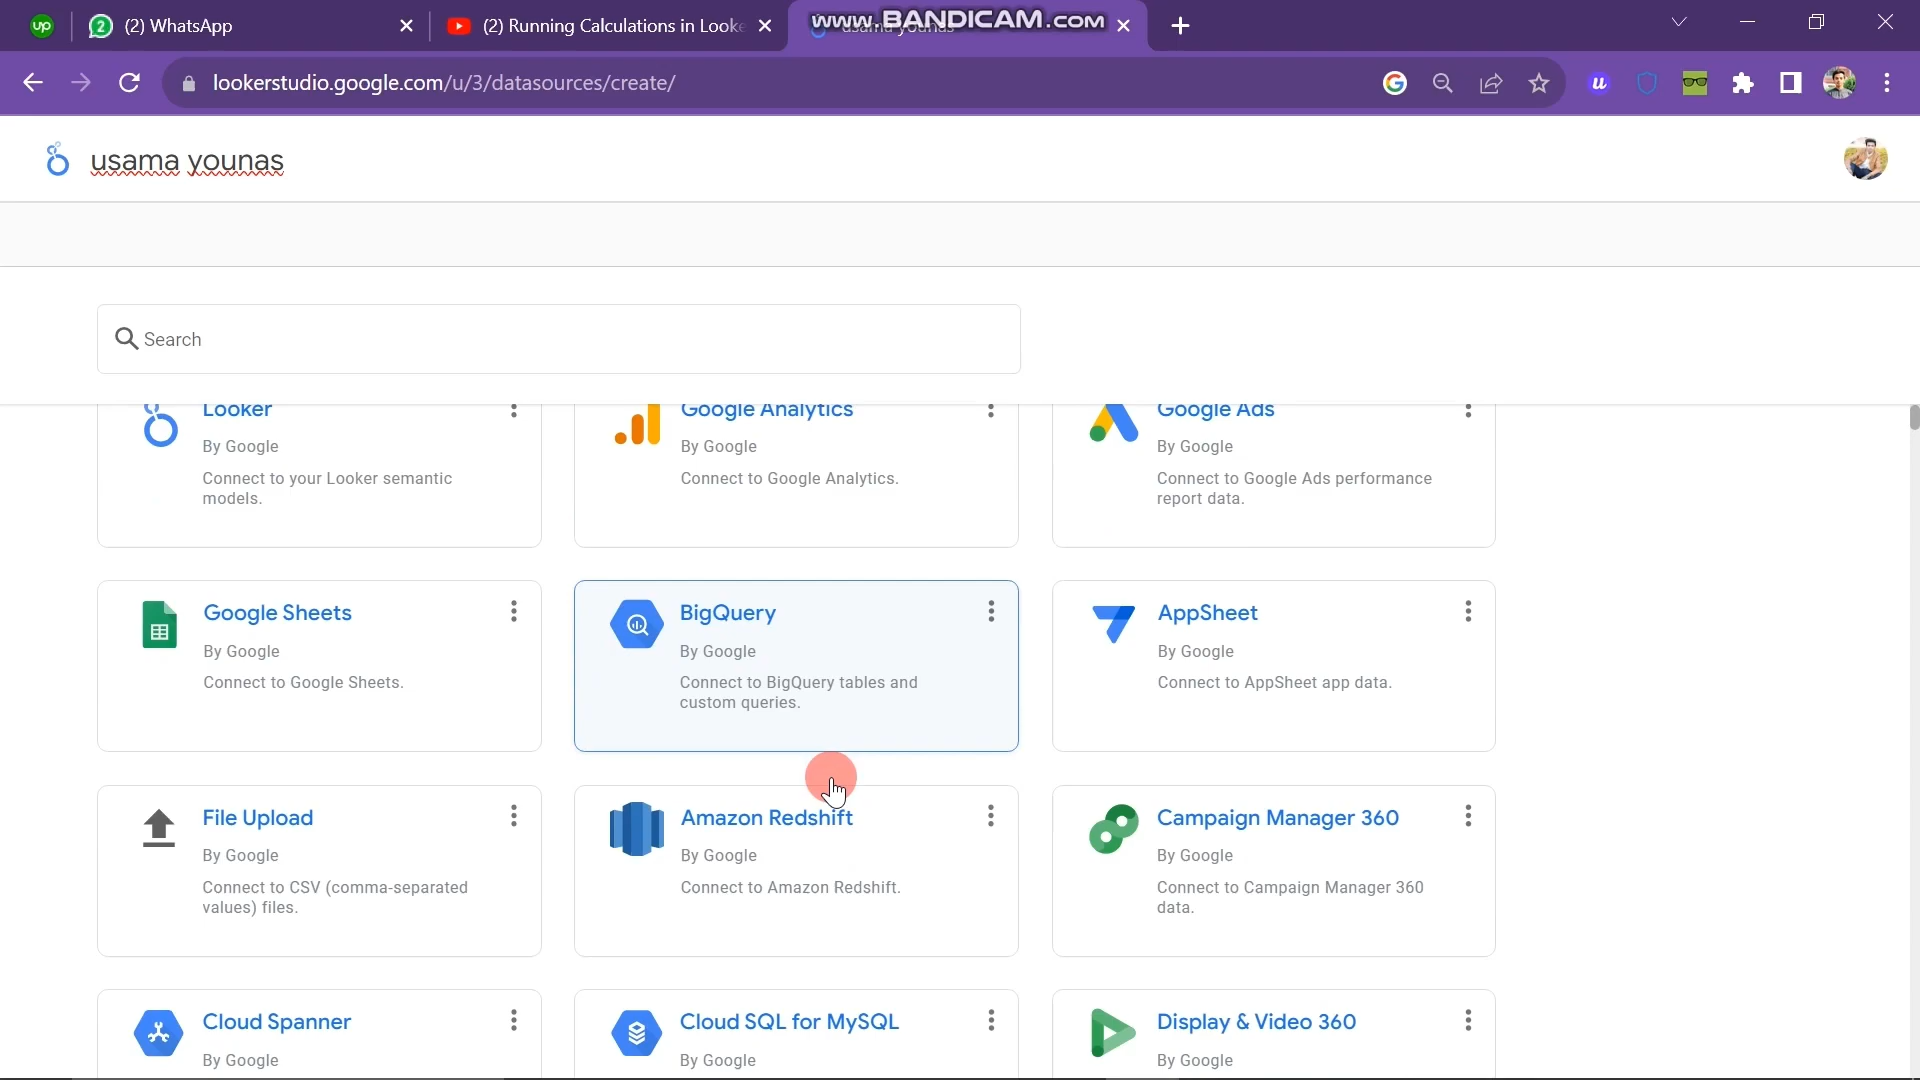 up
2 (2) WhatsApp
(2) Running Calculations in Looke
usama younas
www.BANDICAM.com
lookerstudio.google.com/u/3/datasources/create/
usama younas
Search
Looker
By Google
Connect to your Looker semantic
models.
Google Analytics
By Google
Connect to Google Analytics.
Google Ads
By Google
Connect to Google Ads performance
report data.
Google Sheets
By Google
Connect to Google Sheets.
BigQuery
By Google
Connect to BigQuery tables and
custom queries.
AppSheet
By Google
Connect to AppSheet app data.
File Upload
By Google
Connect to CSV (comma-separated
values) files.
Amazon Redshift
By Google
Connect to Amazon Redshift.
Campaign Manager 360
By Google
Connect to Campaign Manager 360
data.
Cloud Spanner
By Google
Cloud SQL for MySQL
By Google
Display & Video 360
By Google